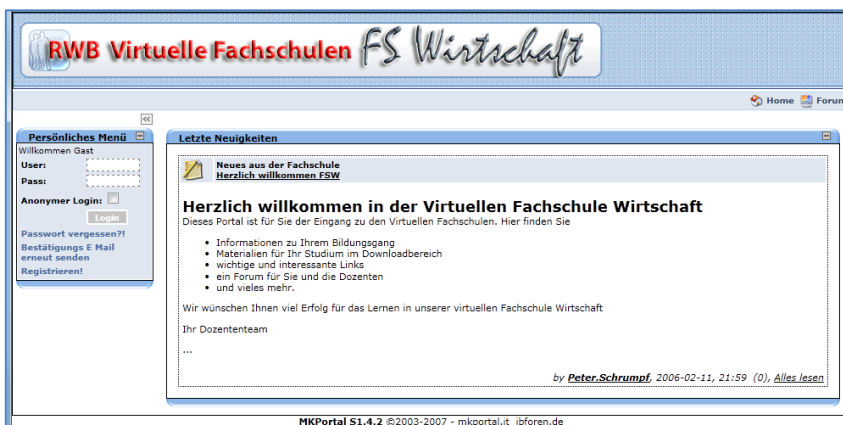 RWB Virtuelle Fachschulen FS Wirtschaft
Home Forum
Persönliches Menü
Willkommen Gast
User:
Pass:
Anonymer Login:
Login
Passwort vergessen?!
Bestätigungs E Mail
erneut senden
Registrieren!
Letzte Neuigkeiten
Neues aus der Fachschule
Herzlich willkommen FSW
Herzlich willkommen in der Virtuellen Fachschule Wirtschaft
Dieses Portal ist für Sie der Eingang zu den Virtuellen Fachschulen. Hier finden Sie
• Informationen zu Ihrem Bildungsgang
• Materialien für Ihr Studium im Downloadbereich
• wichtige und interessante Links
• ein Forum für Sie und die Dozenten
• und vieles mehr.
Wir wünschen Ihnen viel Erfolg für das Lernen in unserer virtuellen Fachschule Wirtschaft
Ihr Dozententeam
...
by Peter.Schrumpf, 2006-02-11, 21:59 (0), Alles lesen
MKPortal S1.4.2 ©2003-2007 - mkportal.it ibforen.de